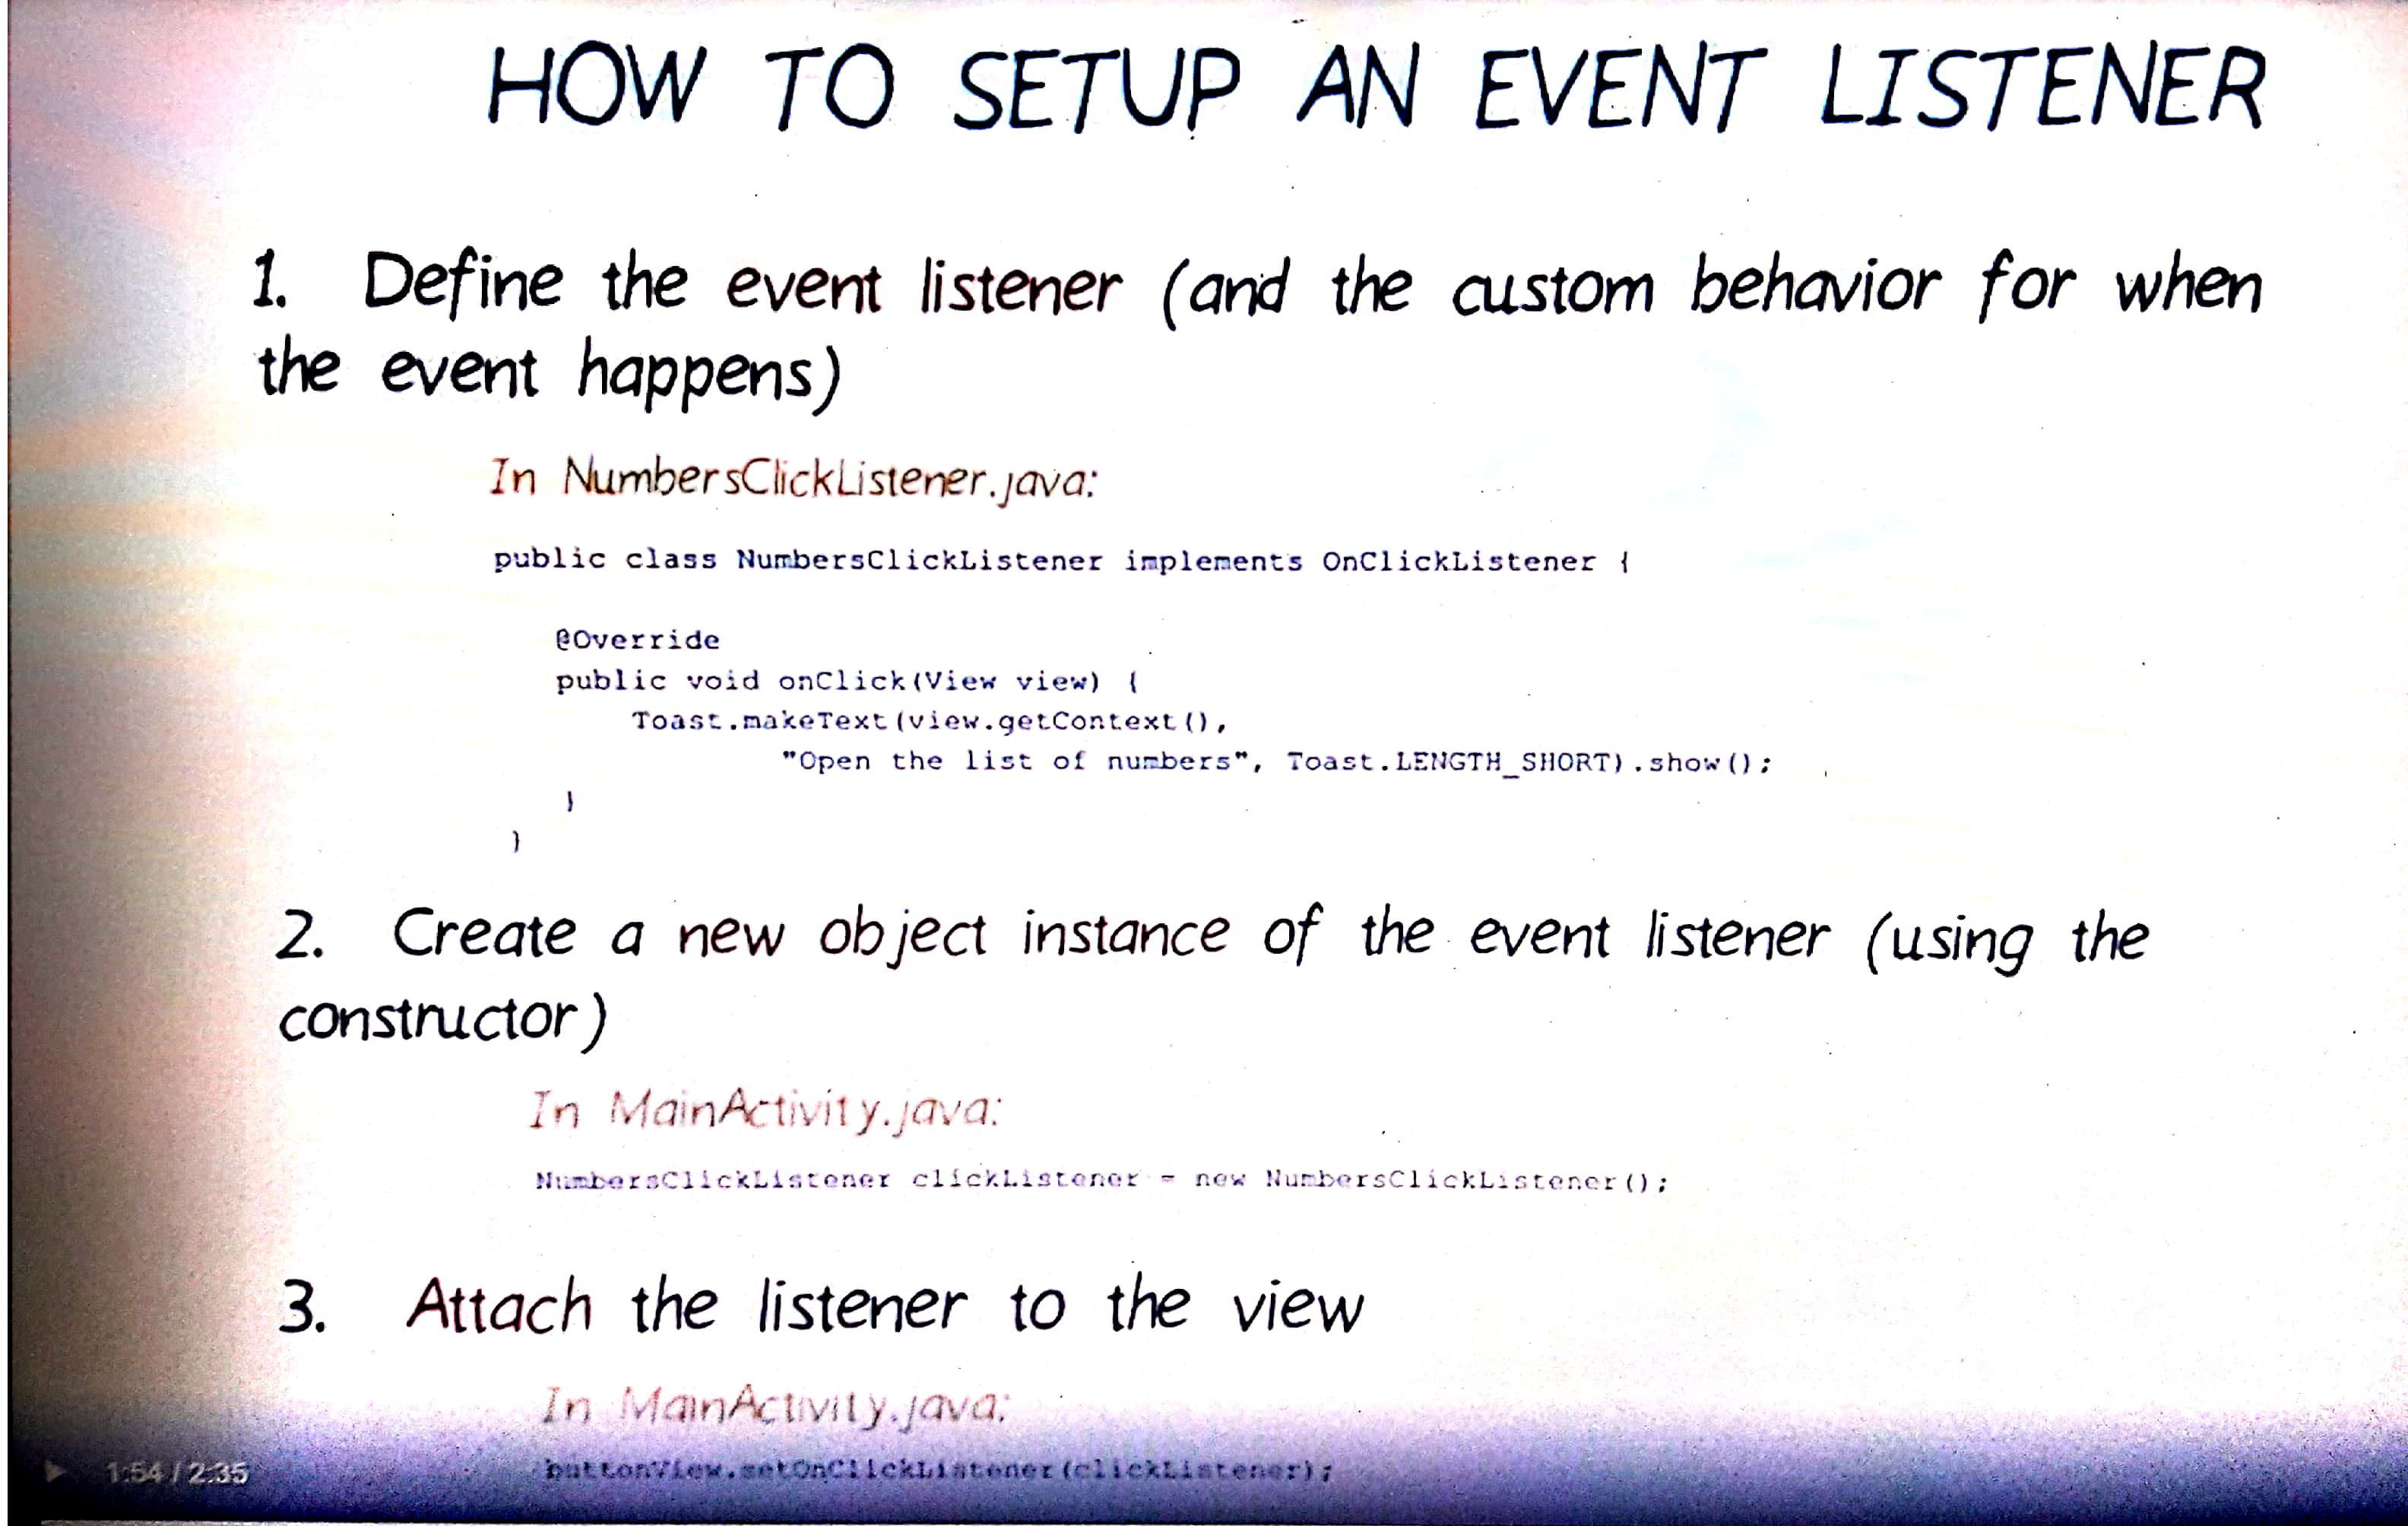 HOW TO SETUP AN EVENT LISTENER
1. Define the event listener (and the custom behavior for when
the event happens)
In NumbersClickListener.java:
public class NumbersClickListener implements OnClickListener {
@Override
public void onClick(View view) {
Toast.makeText(view.getContext(),
"Open the list of numbers", Toast.LENGTH_SHORT).show();
}
}
2. Create a new object instance of the event listener (using the
constructor)
In MainActivity.java:
NumbersClickListener clickListener = new NumbersClickListener();
3. Attach the listener to the view
In MainActivity.java:
buttonView.setOnClickListener(clickListener);
1:54 / 2:35